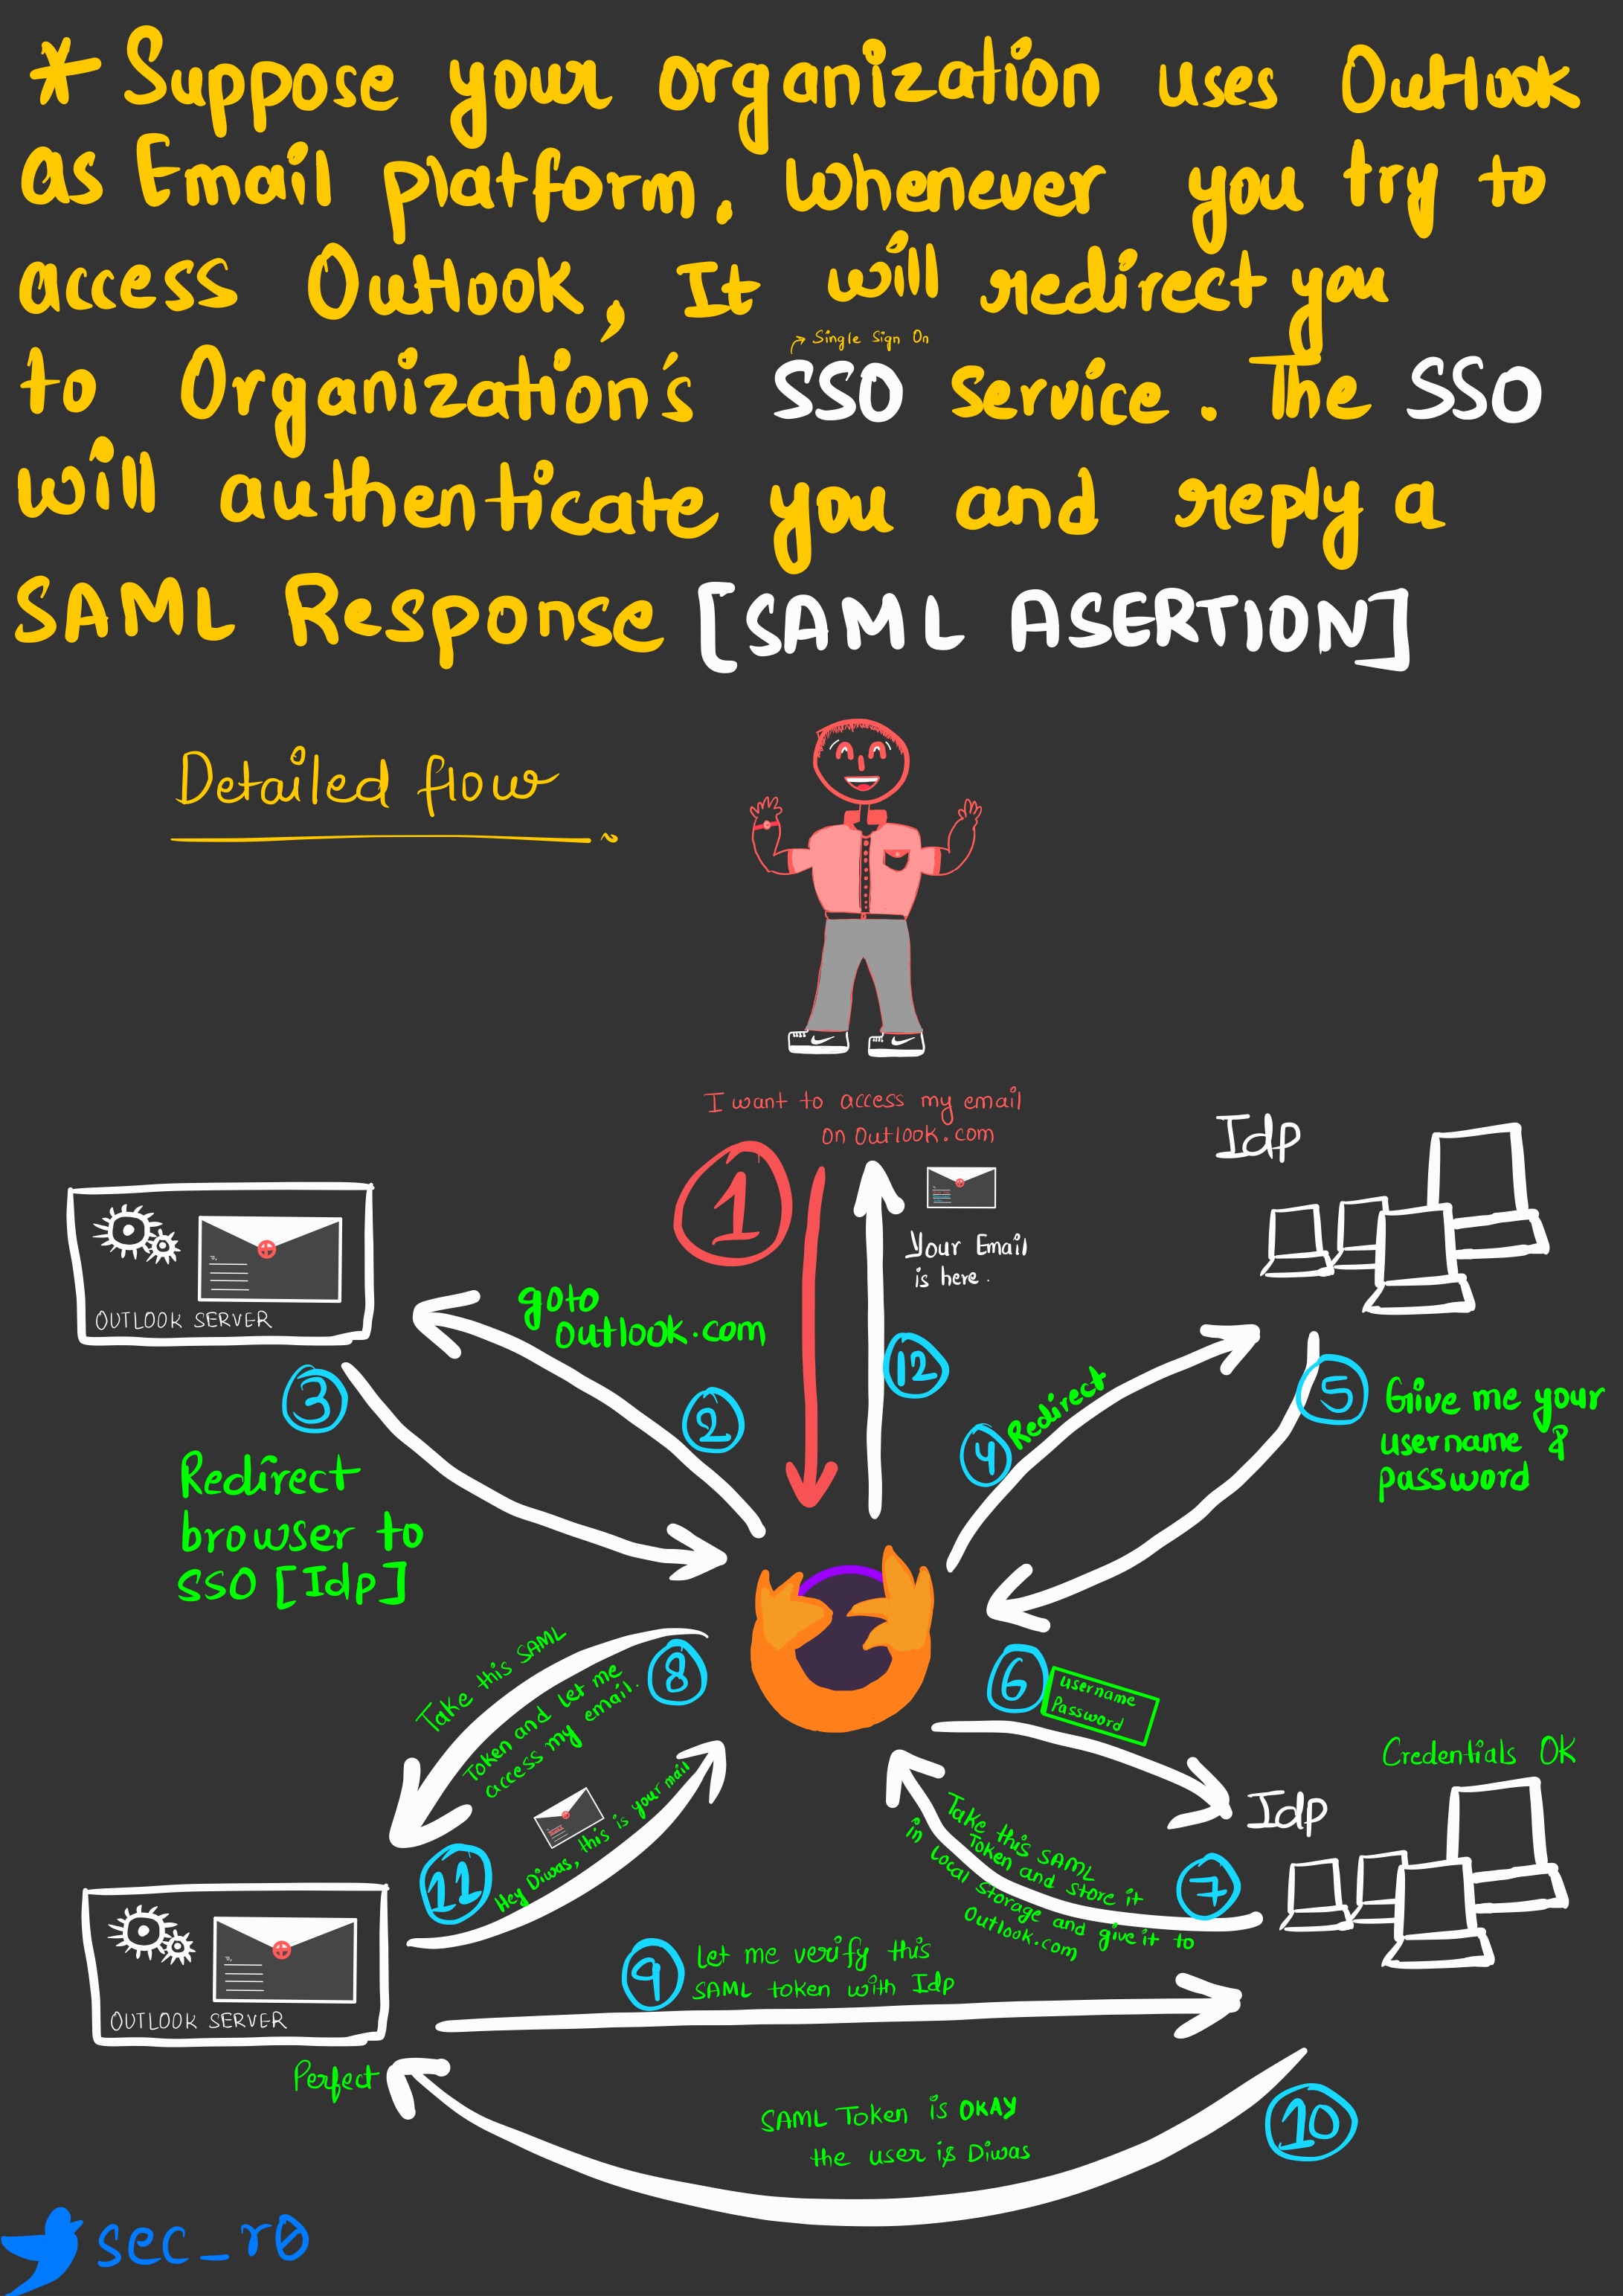 * Suppose your organization uses Outlook
as Email platform. Whenever you try to
access Outlook, It will redirect you
→ Single Sign On
to Organization's SSO service. The SSO
will authenticate you and reply a
SAML Response [SAML ASSERTION]
Detailed flow
I want to access my email
on Outlook.com
Idp
1
Your Email
is here.
OUTLOOK SERVER
goto
outlook.com
12
3
2
4
Redirect
5
Give me your
username &
password
Redirect
browser to
SSO [Idp]
Take this SAML
Token and let me
access my email.
8
6
Username
Password
Credentials OK
Idp
Hey Diwas, this is your mail
11
Take this SAML
Token and store it
in Local storage and give it to
Outlook.com
7
9
Let me verify this
SAML token with Idp
OUTLOOK SERVER
Perfect
SAML Token is OKAY
the user is Diwas
10
sec_r0